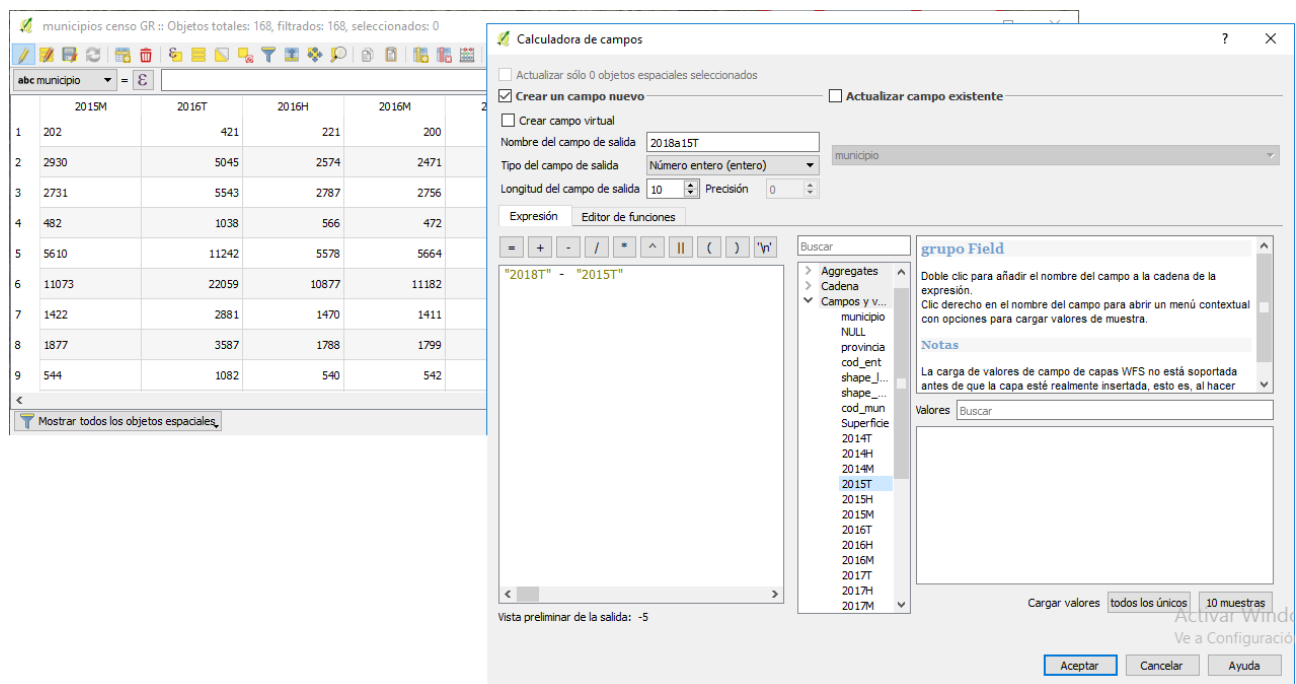 municipios censo GR :: Objetos totales: 168, filtrados: 168, seleccionados: 0
abc municipio = ε
2015M 2016T 2016H 2016M
1 202 421 221 200
2 2930 5045 2574 2471
3 2731 5543 2787 2756
4 482 1038 566 472
5 5610 11242 5578 5664
6 11073 22059 10877 11182
7 1422 2881 1470 1411
8 1877 3587 1788 1799
9 544 1082 540 542
Mostrar todos los objetos espaciales
Calculadora de campos ? ×
Actualizar sólo 0 objetos espaciales seleccionados
Crear un campo nuevo
Actualizar campo existente
Crear campo virtual
Nombre del campo de salida 2018a15T
municipio
Tipo del campo de salida Número entero (entero)
Longitud del campo de salida 10 Precisión 0
Expresión Editor de funciones
= + - / * ^ || ( ) '\n'
"2018T" - "2015T"
Vista preliminar de la salida: -5
Buscar
Aggregates
Cadena
Campos y v...
municipio
NULL
provincia
cod_ent
shape_l...
shape_...
cod_mun
Superficie
2014T
2014H
2014M
2015T
2015H
2015M
2016T
2016H
2016M
2017T
2017H
2017M
grupo Field
Doble clic para añadir el nombre del campo a la cadena de la
expresión.
Clic derecho en el nombre del campo para abrir un menú contextual
con opciones para cargar valores de muestra.
Notas
La carga de valores de campo de capas WFS no está soportada
antes de que la capa esté realmente insertada, esto es, al hacer
Valores Buscar
Cargar valores todos los únicos 10 muestras
Activar Windo
Ve a Configuració
Aceptar Cancelar Ayuda